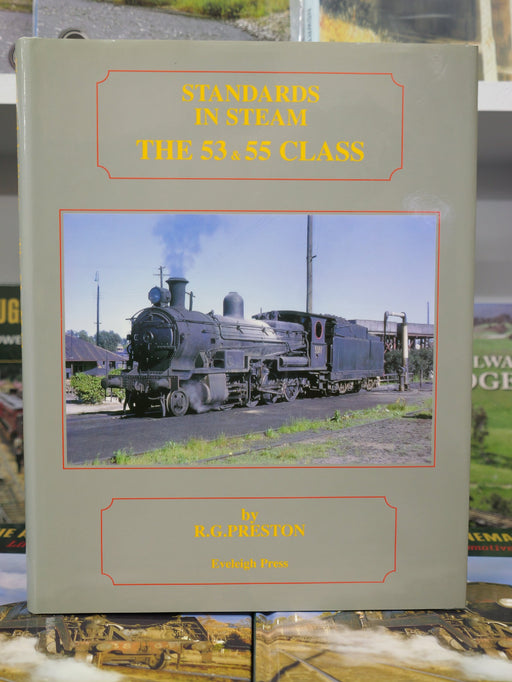 STANDARDS
IN STEAM
THE 53 & 55 CLASS
by
R.G.PRESTON
Eveleigh Press